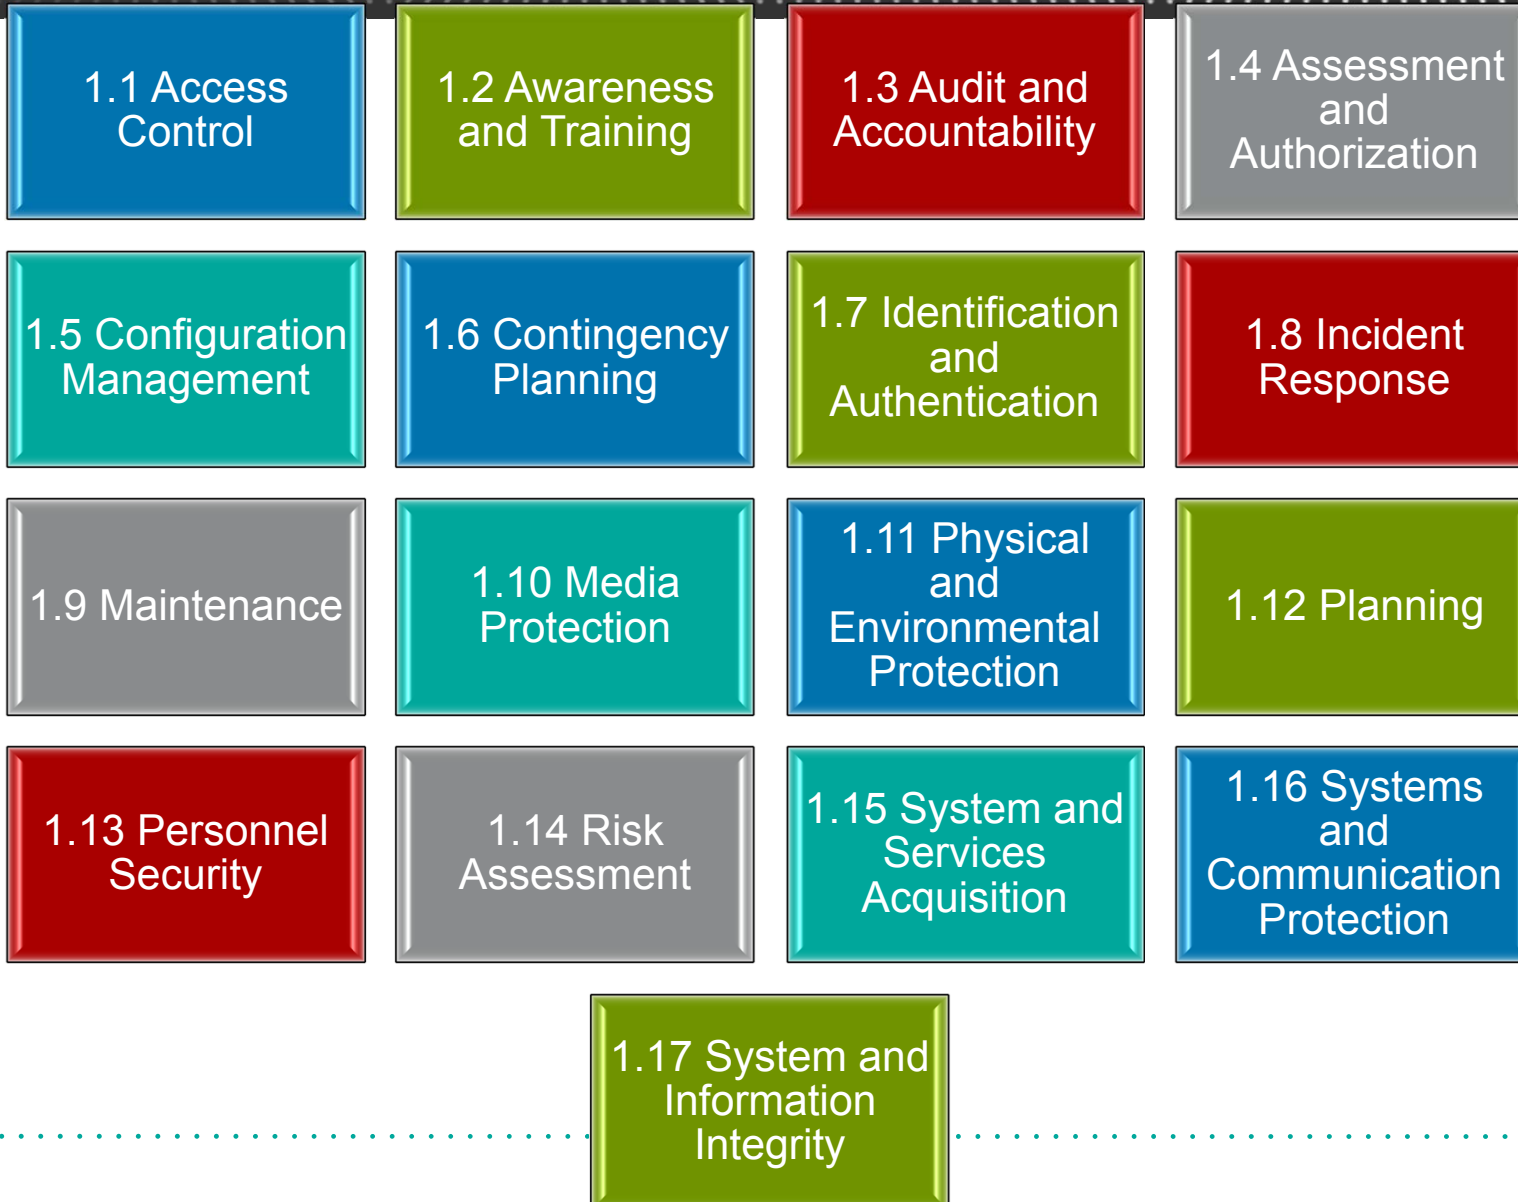 1.1 Access
Control
1.2 Awareness
and Training
1.3 Audit and
Accountability
1.4 Assessment
and
Authorization
1.5 Configuration
Management
1.6 Contingency
Planning
1.7 Identification
and
Authentication
1.8 Incident
Response
1.9 Maintenance
1.10 Media
Protection
1.11 Physical
and
Environmental
Protection
1.12 Planning
1.13 Personnel
Security
1.14 Risk
Assessment
1.15 System and
Services
Acquisition
1.16 Systems
and
Communication
Protection
1.17 System and
Information
Integrity